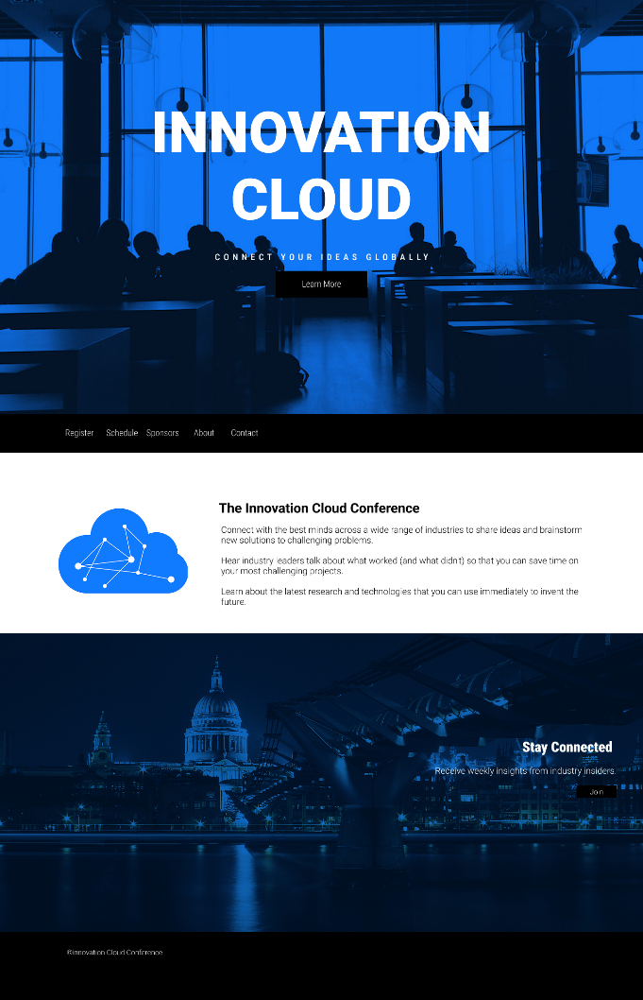 INNOVATION
CLOUD
CONNECT YOUR IDEAS GLOBALLY
Learn More
Register Schedule Sponsors About Contact
The Innovation Cloud Conference
Connect with the best minds across a wide range of industries to share ideas and brainstorm
new solutions to challenging problems.
Hear industry leaders talk about what worked (and what didn't) so that you can save time on
your most challenging projects.
Learn about the latest research and technologies that you can use immediately to invent the
future.
Stay Connected
Receive weekly insights from industry insiders.
Join
©innovation Cloud Conference